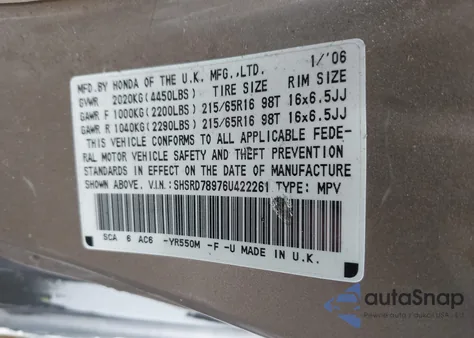 MFD.BY HONDA OF THE U.K. MFG.,LTD. 1/'06
GVWR 2020KG(4450LBS) TIRE SIZE RIM SIZE
GAWR F 1000KG(2200LBS) 215/65R16 98T 16x6.5JJ
GAWR R 1040KG(2290LBS) 215/65R16 98T 16x6.5JJ
THIS VEHICLE CONFORMS TO ALL APPLICABLE FEDE-
RAL MOTOR VEHICLE SAFETY AND THEFT PREVENTION
STANDARDS IN EFFECT ON THE DATE OF MANUFACTURE
SHOWN ABOVE. V.I.N: SHSRD78976U422261 TYPE: MPV
SCA 6 AC6 -YR550M -F -U MADE IN U.K.
autoSnap